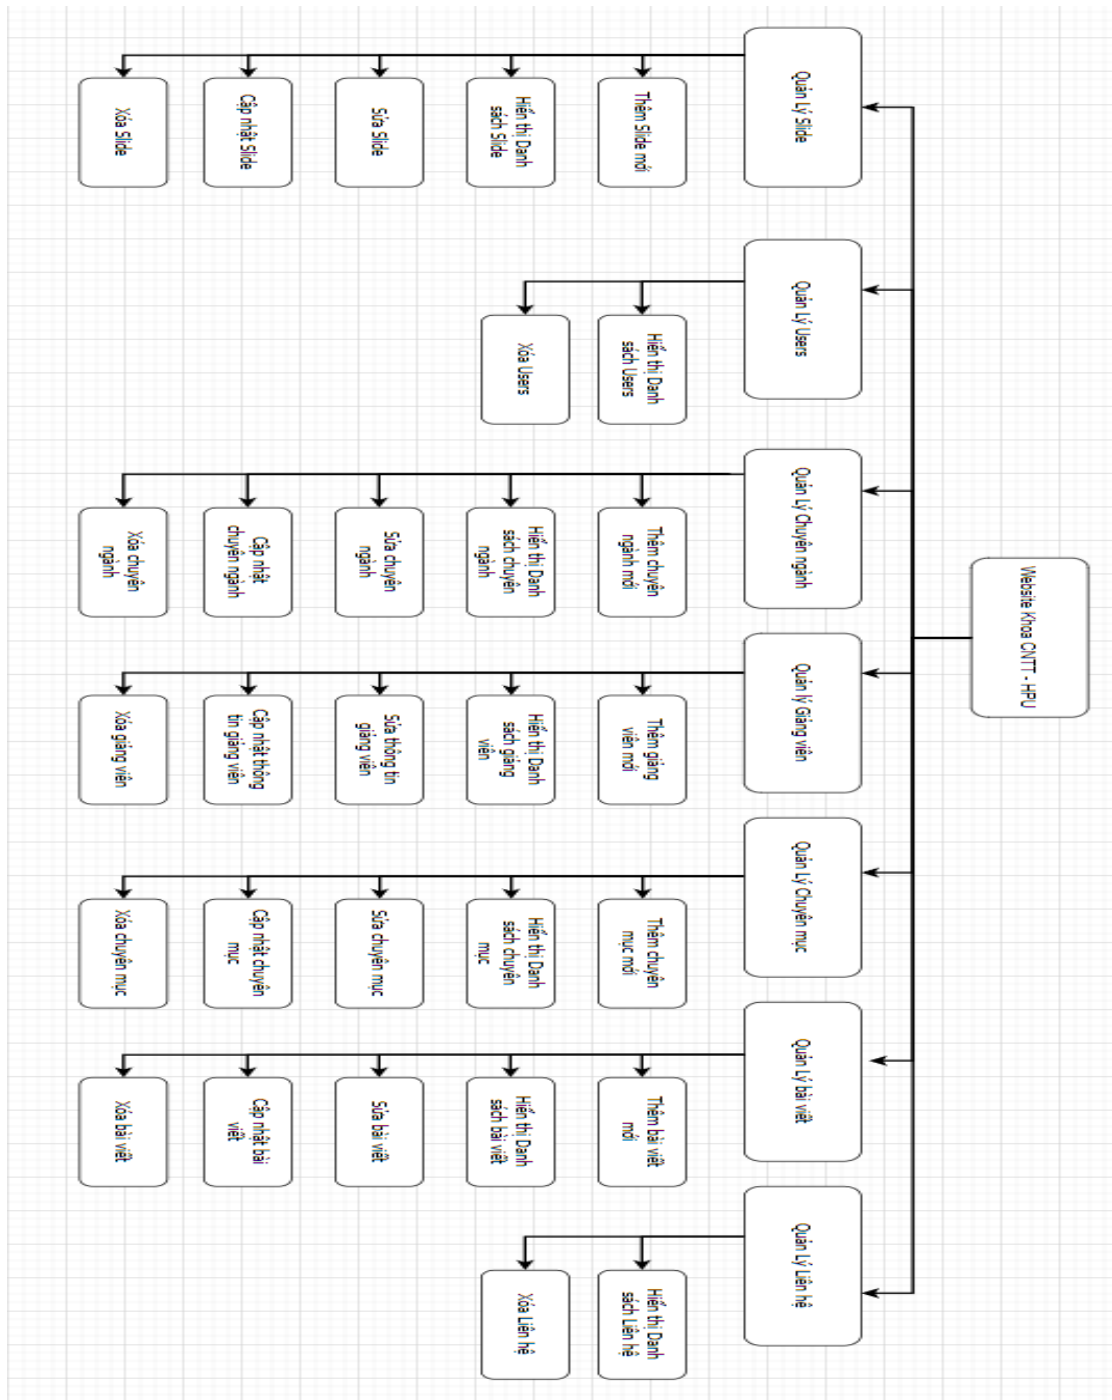 Website Khoa CNTT - HPU
Quản Lý Slide
Thêm Slide mới
Hiển thị Danh
sách Slide
Sửa Slide
Cập nhật Slide
Xóa Slide
Quản Lý Users
Hiển thị Danh
sách Users
Xóa Users
Quản Lý Chuyên ngành
Thêm chuyên
ngành mới
Hiển thị Danh
sách chuyên
ngành
Sửa chuyên
ngành
Cập nhật
chuyên ngành
Xóa chuyên
ngành
Quản lý Giảng viên
Thêm giảng
viên mới
Hiển thị Danh
sách giảng
viên
Sửa thông tin
giảng viên
Cập nhật thông
tin giảng viên
Xóa giảng viên
Quản Lý Chuyên mục
Thêm chuyên
mục mới
Hiển thị Danh
sách chuyên
mục
Sửa chuyên mục
Cập nhật chuyên
mục
Xóa chuyên mục
Quản Lý bài viết
Thêm bài viết
mới
Hiển thị Danh
sách bài viết
Sửa bài viết
Cập nhật bài
viết
Xóa bài viết
Quản Lý Liên hệ
Hiển thị Danh
sách Liên hệ
Xóa Liên hệ